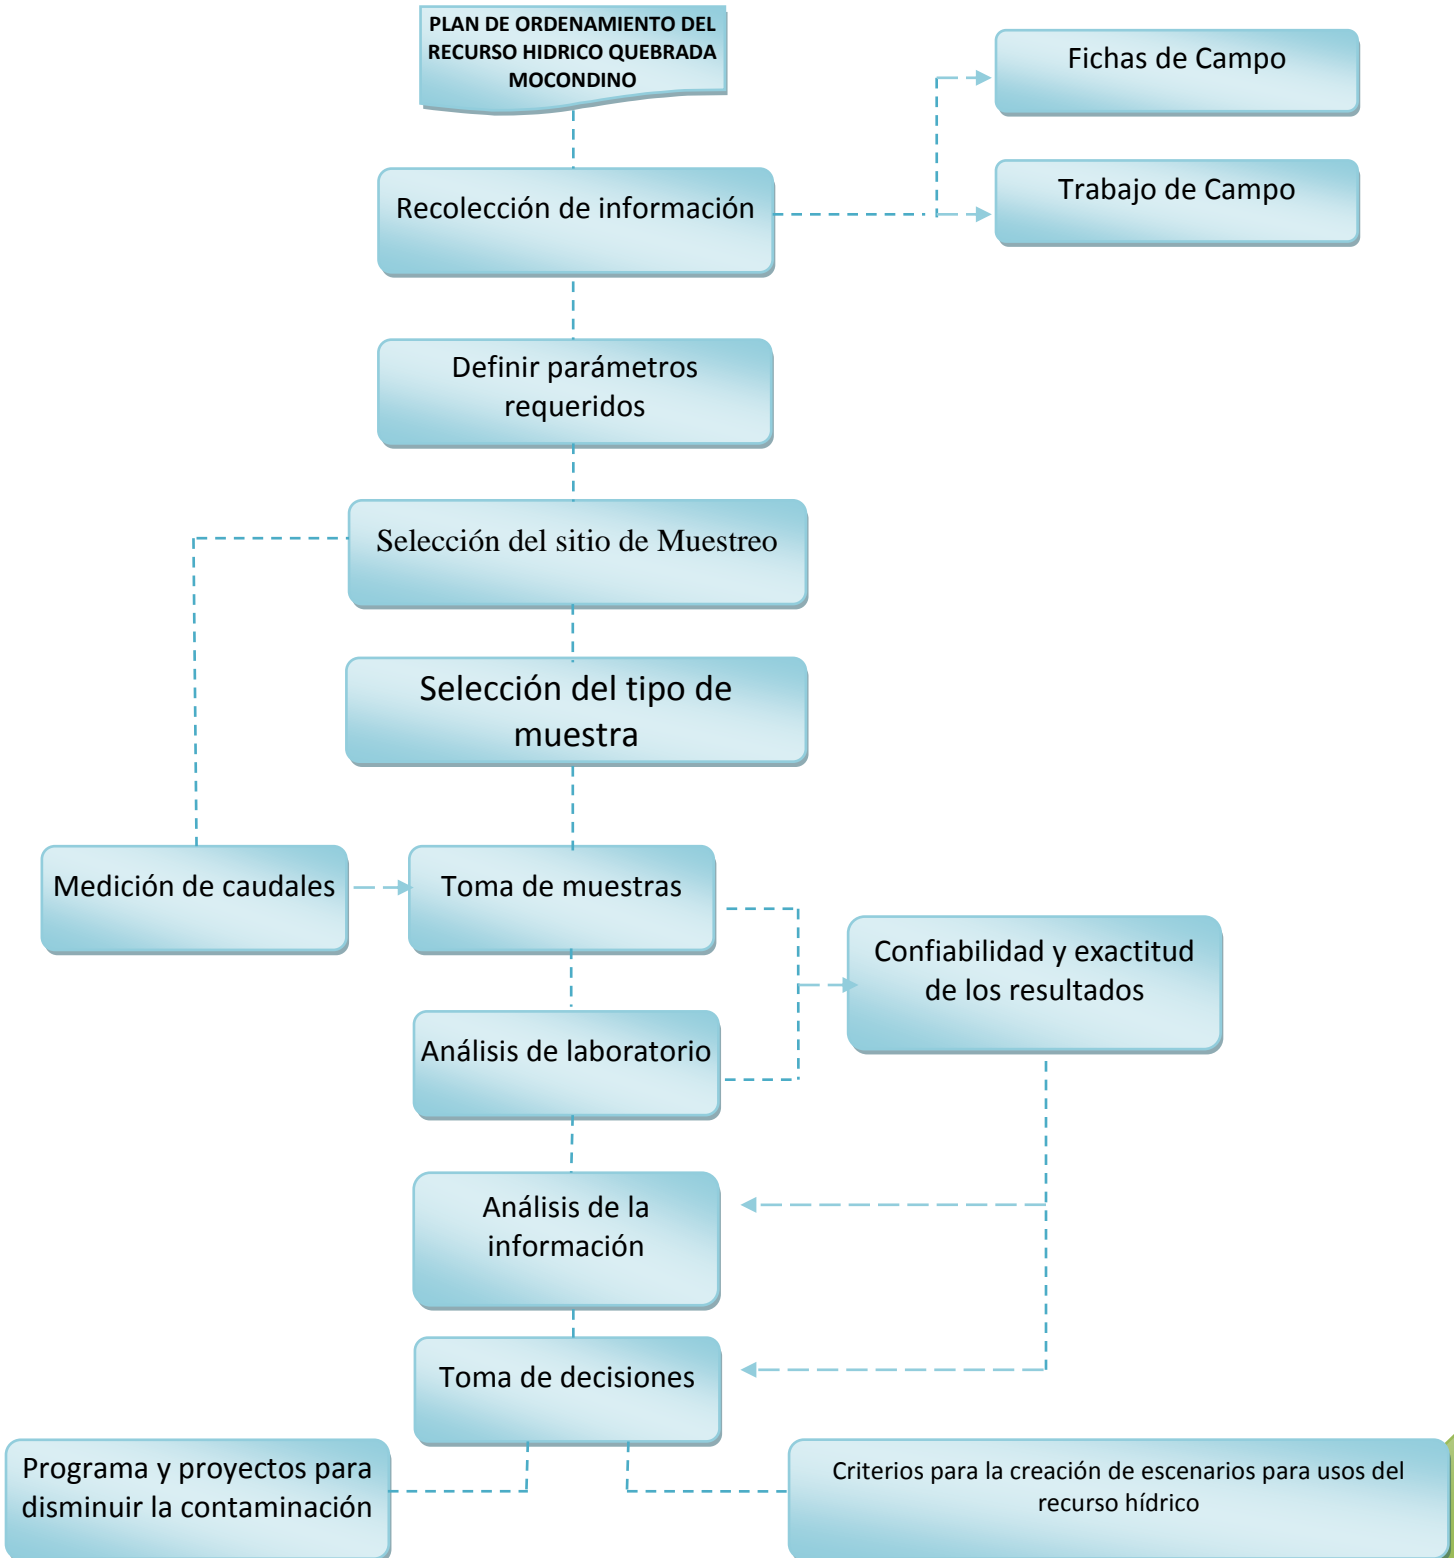 PLAN DE ORDENAMIENTO DEL
RECURSO HIDRICO QUEBRADA
MOCONDINO
Fichas de Campo
Trabajo de Campo
Recolección de información
Definir parámetros
requeridos
Selección del sitio de Muestreo
Selección del tipo de
muestra
Medición de caudales
Toma de muestras
Confiabilidad y exactitud
de los resultados
Análisis de laboratorio
Análisis de la
información
Toma de decisiones
Programa y proyectos para
disminuir la contaminación
Criterios para la creación de escenarios para usos del
recurso hídrico